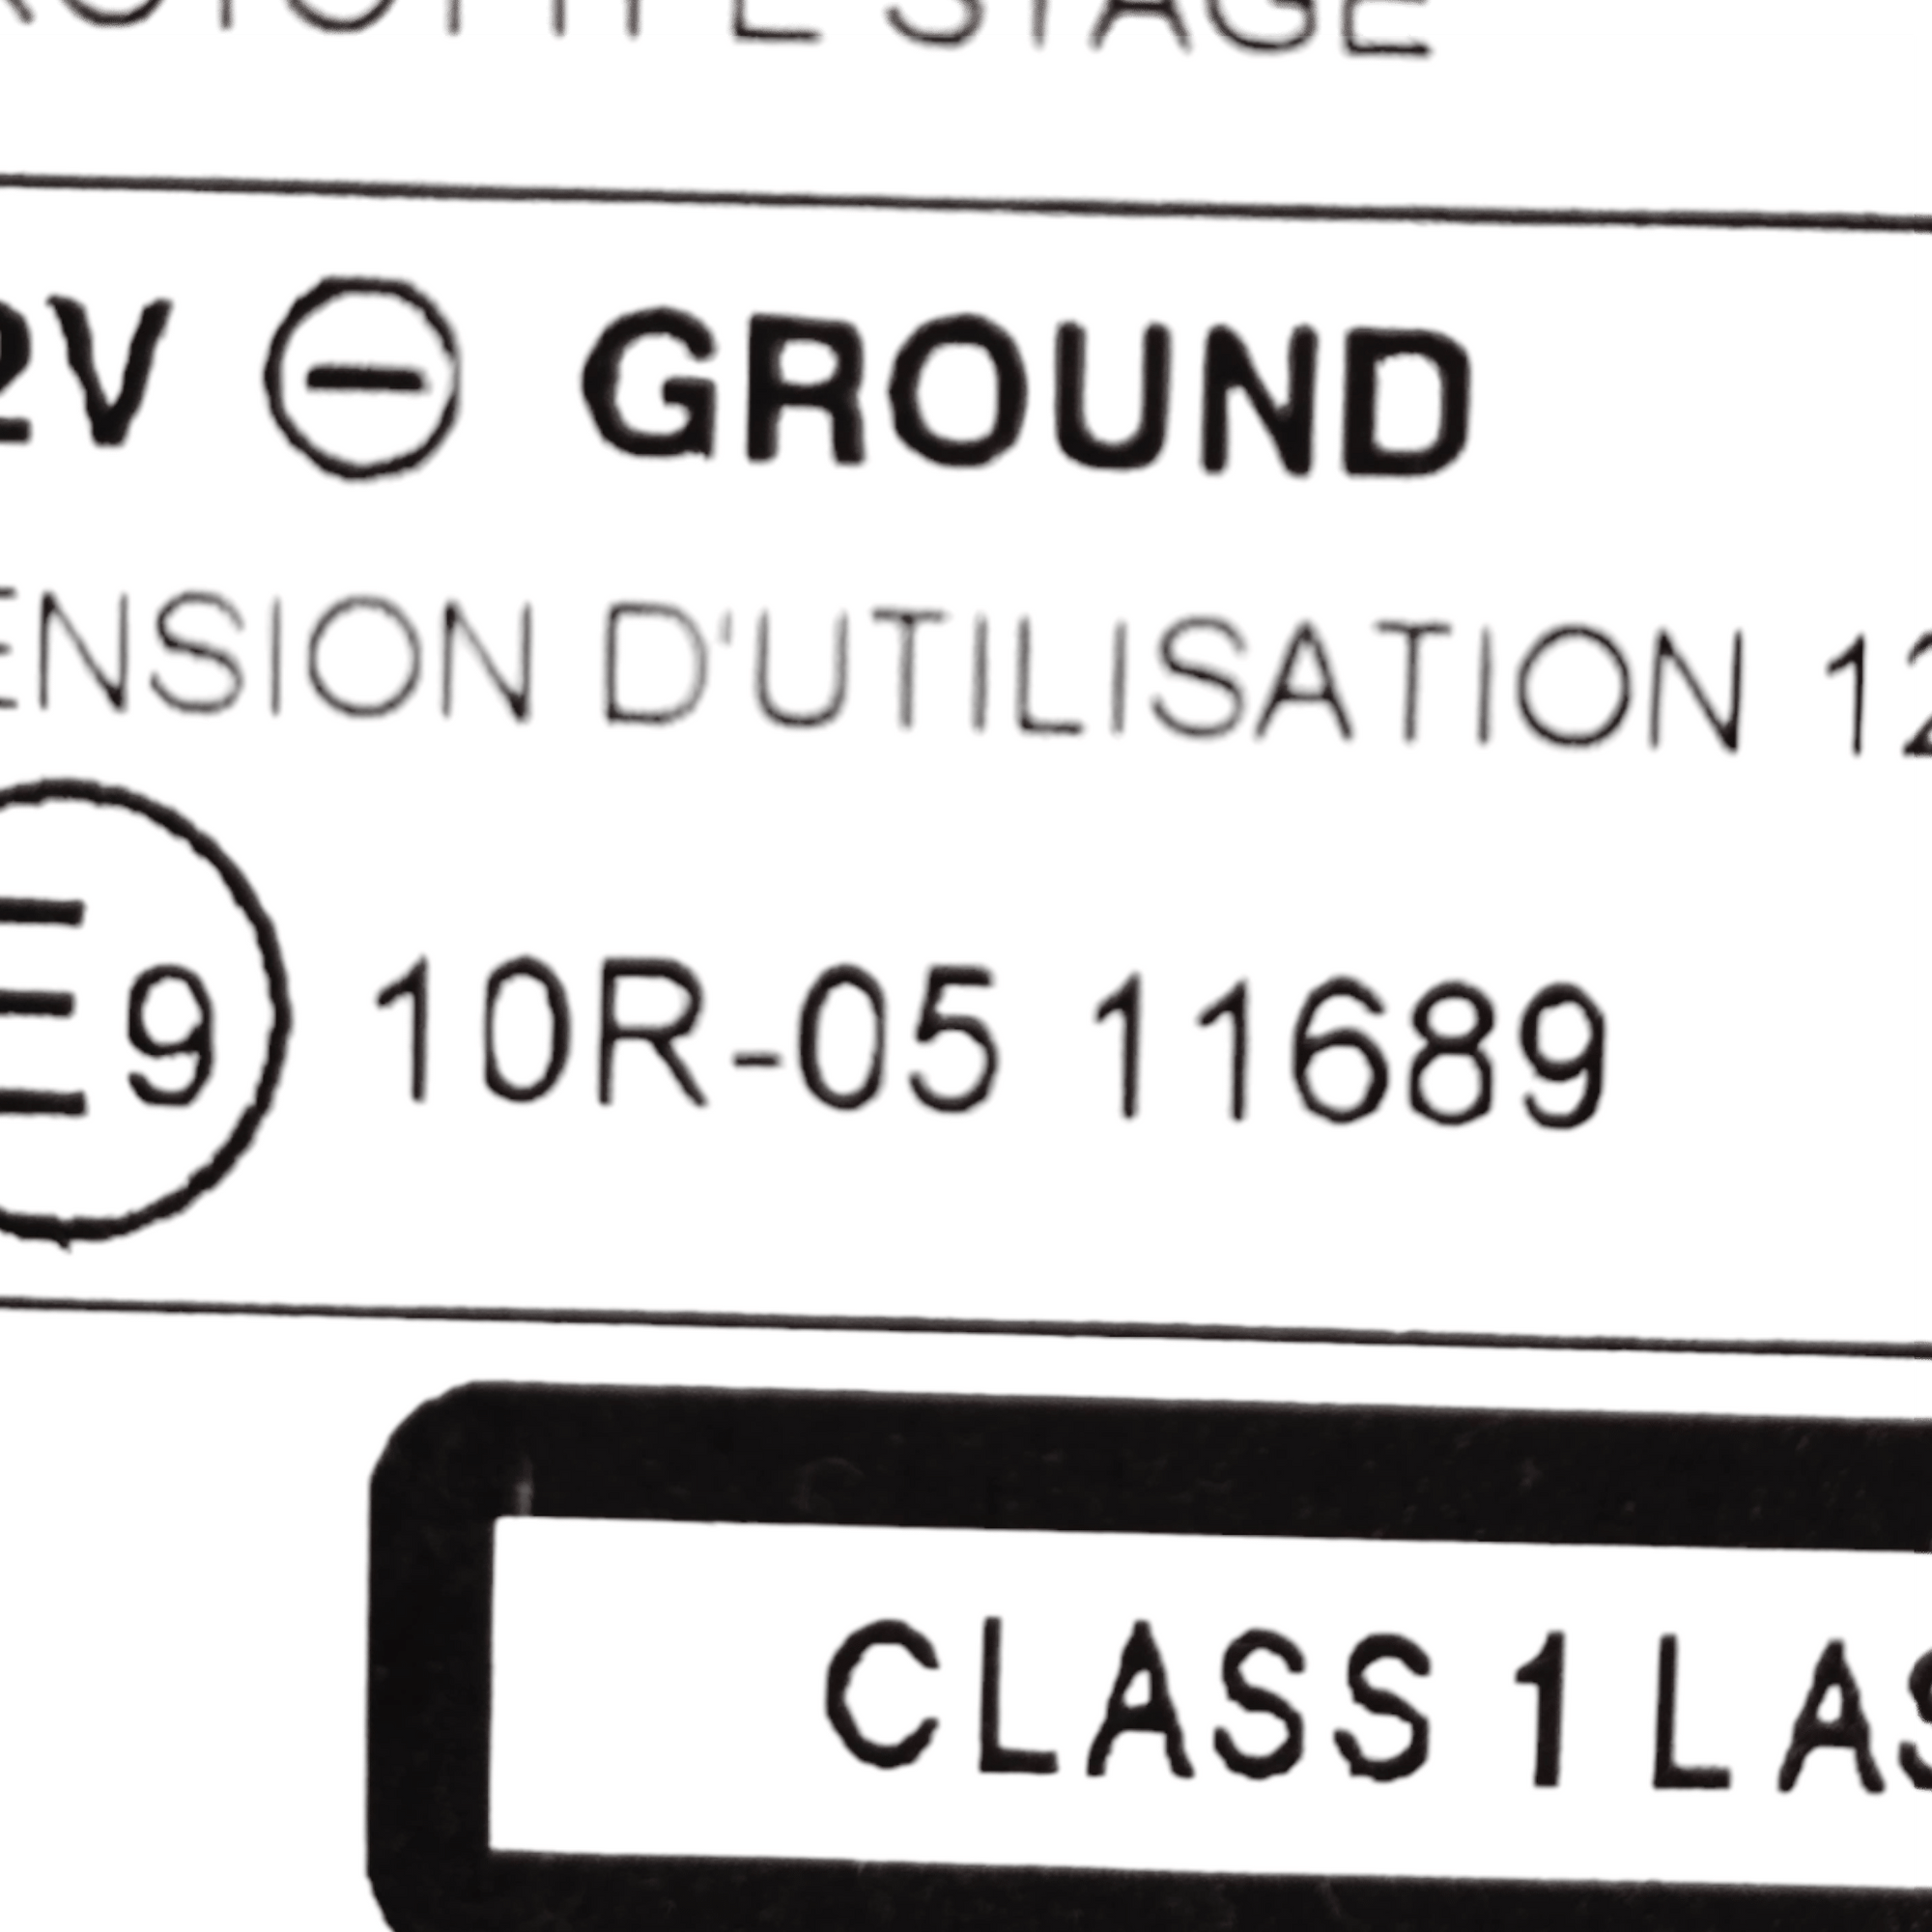 2V ⊖ GROUND
ENSION D'UTILISATION 12
E9 10R-05 11689
CLASS 1 LAS